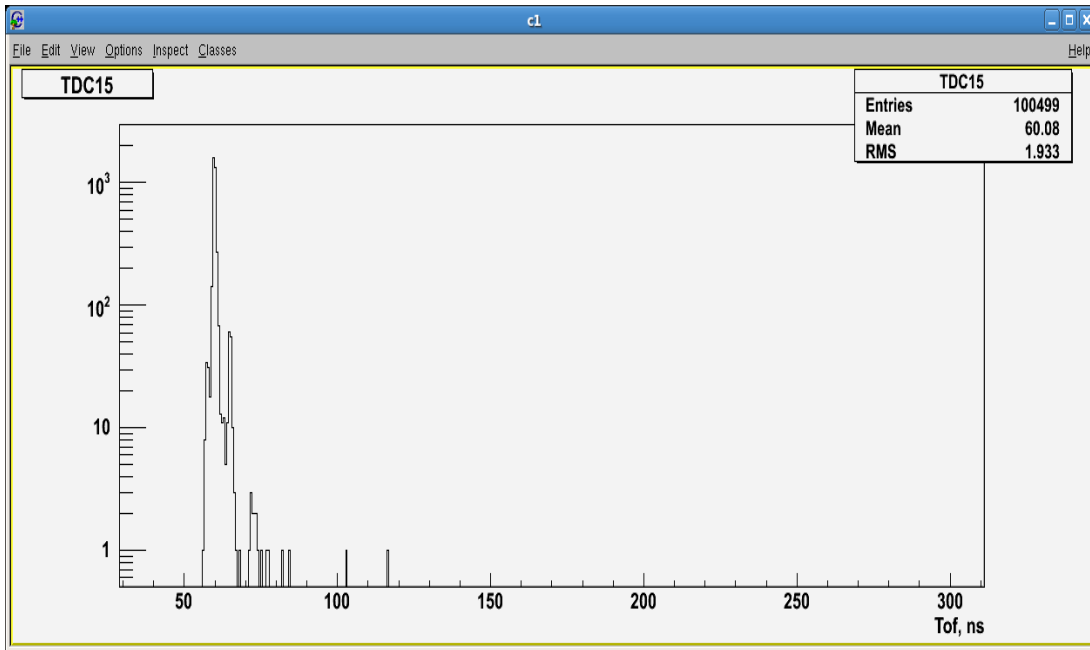 c1
File Edit View Options Inspect Classes Help
TDC15
TDC15
Entries 100499
Mean 60.08
RMS 1.933
10³
10²
10
1
50 100 150 200 250 300
Tof, ns